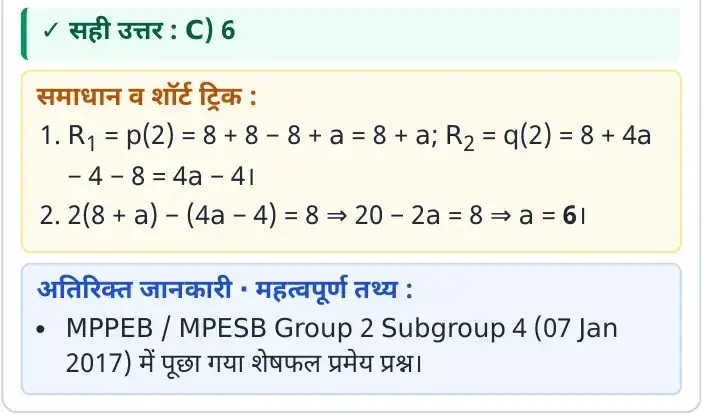 ✓ सही उत्तर : C) 6
समाधान व शॉर्ट ट्रिक :
1. R₁ = p(2) = 8 + 8 − 8 + a = 8 + a; R₂ = q(2) = 8 + 4a
− 4 − 8 = 4a − 4।
2. 2(8 + a) − (4a − 4) = 8 ⇒ 20 − 2a = 8 ⇒ a = 6।
अतिरिक्त जानकारी · महत्वपूर्ण तथ्य :
• MPPEB / MPESB Group 2 Subgroup 4 (07 Jan
2017) में पूछा गया शेषफल प्रमेय प्रश्न।